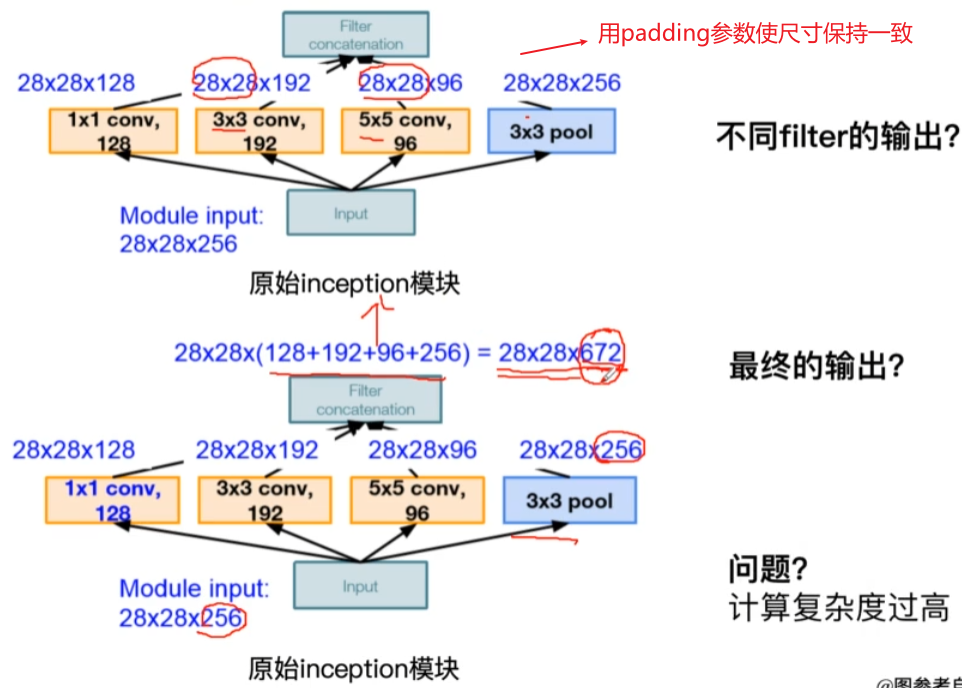 Filter
concatenation
用padding参数使尺寸保持一致
28x28x128
28x28x192
28x28x96
28x28x256
1x1 conv,
128
3x3 conv,
192
5x5 conv,
96
3x3 pool
不同filter的输出?
Input
Module input:
28x28x256
原始inception模块
28x28x(128+192+96+256) = 28x28x672
最终的输出?
Filter
concatenation
28x28x128
28x28x192
28x28x96
28x28x256
1x1 conv,
128
3x3 conv,
192
5x5 conv,
96
3x3 pool
问题?
计算复杂度过高
Input
Module input:
28x28x256
原始inception模块
@图参考自